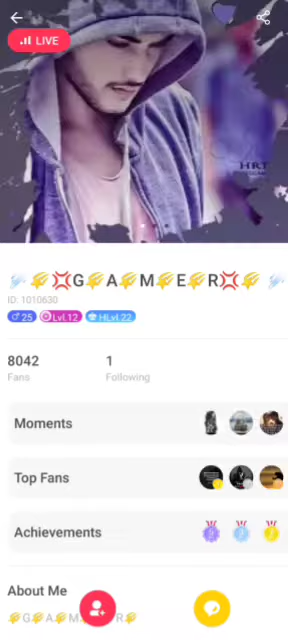 LIVE
HRT
☄️🌾💢G🌾A🌾M🌾E🌾R💢🌾☄️
ID: 1010630
♂25 Lvl.12 HLvl.22
8042 1
Fans Following
Moments
Top Fans
Achievements
About Me